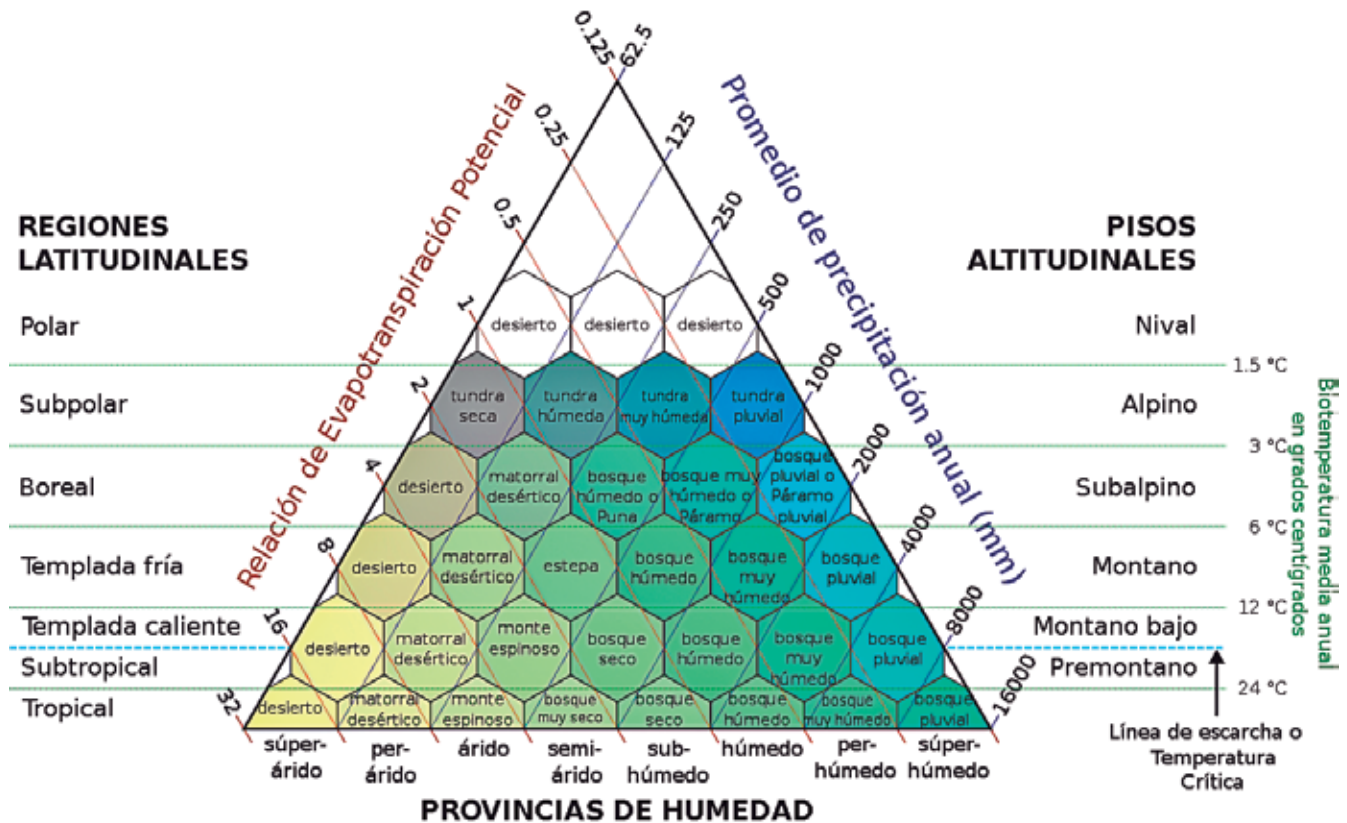 0.125
62.5
0.25
125
0.5
250
1
500
2
1000
4
2000
8
4000
16
8000
32
16000
Relación de Evapotranspiración Potencial
Promedio de precipitación anual (mm)
REGIONES
LATITUDINALES
PISOS
ALTITUDINALES
Polar
desierto
desierto
desierto
Nival
1.5 °C
Subpolar
tundra
seca
tundra
húmeda
tundra
muy húmeda
tundra
pluvial
Alpino
3 °C
Boreal
desierto
matorral
desértico
bosque
húmedo o
Puna
bosque muy
húmedo o
Páramo
bosque
pluvial o
Páramo
pluvial
Subalpino
6 °C
Templada fría
desierto
matorral
desértico
estepa
bosque
húmedo
bosque
muy
húmedo
bosque
pluvial
Montano
12 °C
Templada caliente
Subtropical
desierto
matorral
desértico
monte
espinoso
bosque
seco
bosque
húmedo
bosque
muy
húmedo
bosque
pluvial
Montano bajo
Premontano
24 °C
Tropical
desierto
matorral
desértico
monte
espinoso
bosque
muy seco
bosque
seco
bosque
húmedo
bosque
muy húmedo
bosque
pluvial
Biotemperatura media anual
en grados centígrados
Línea de escarcha o
Temperatura
Crítica
súper-
árido
per-
árido
árido
semi-
árido
sub-
húmedo
húmedo
per-
húmedo
súper-
húmedo
PROVINCIAS DE HUMEDAD